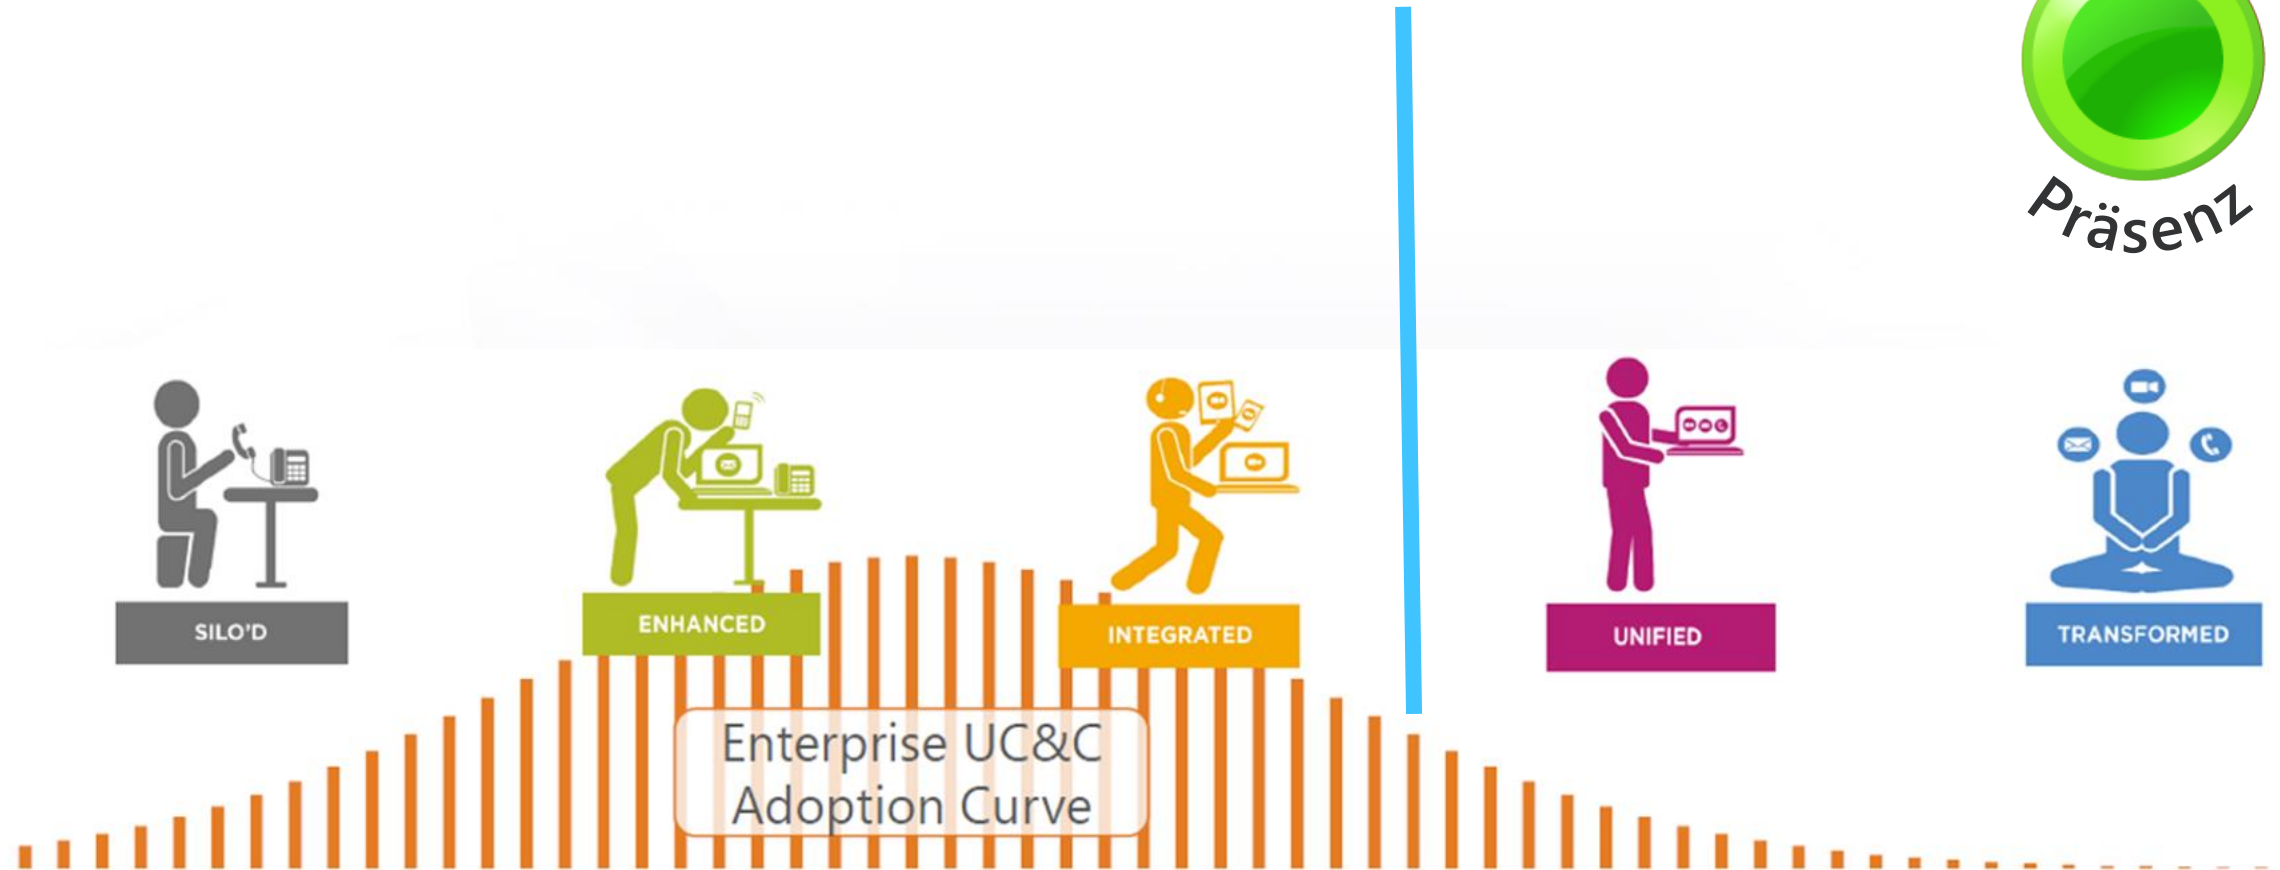 Präsenz
SILO'D
ENHANCED
INTEGRATED
UNIFIED
TRANSFORMED
Enterprise UC&C
Adoption Curve